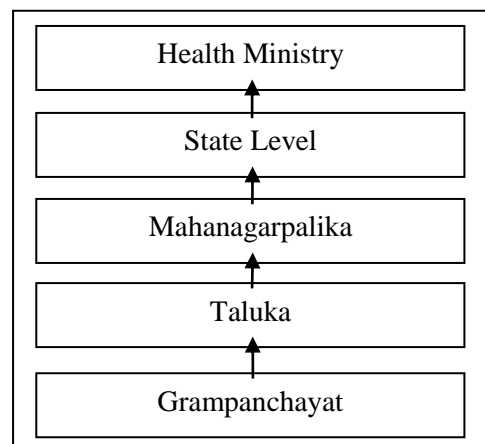 Health Ministry
State Level
Mahanagarpalika
Taluka
Grampanchayat